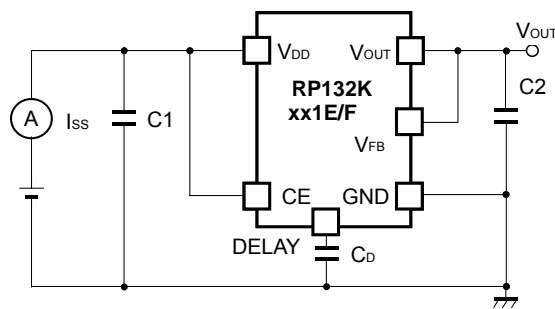 VOUT
VDD
VOUT
RP132K
xx1E/F
C2
A
ISS
C1
VFB
CE
GND
DELAY
CD